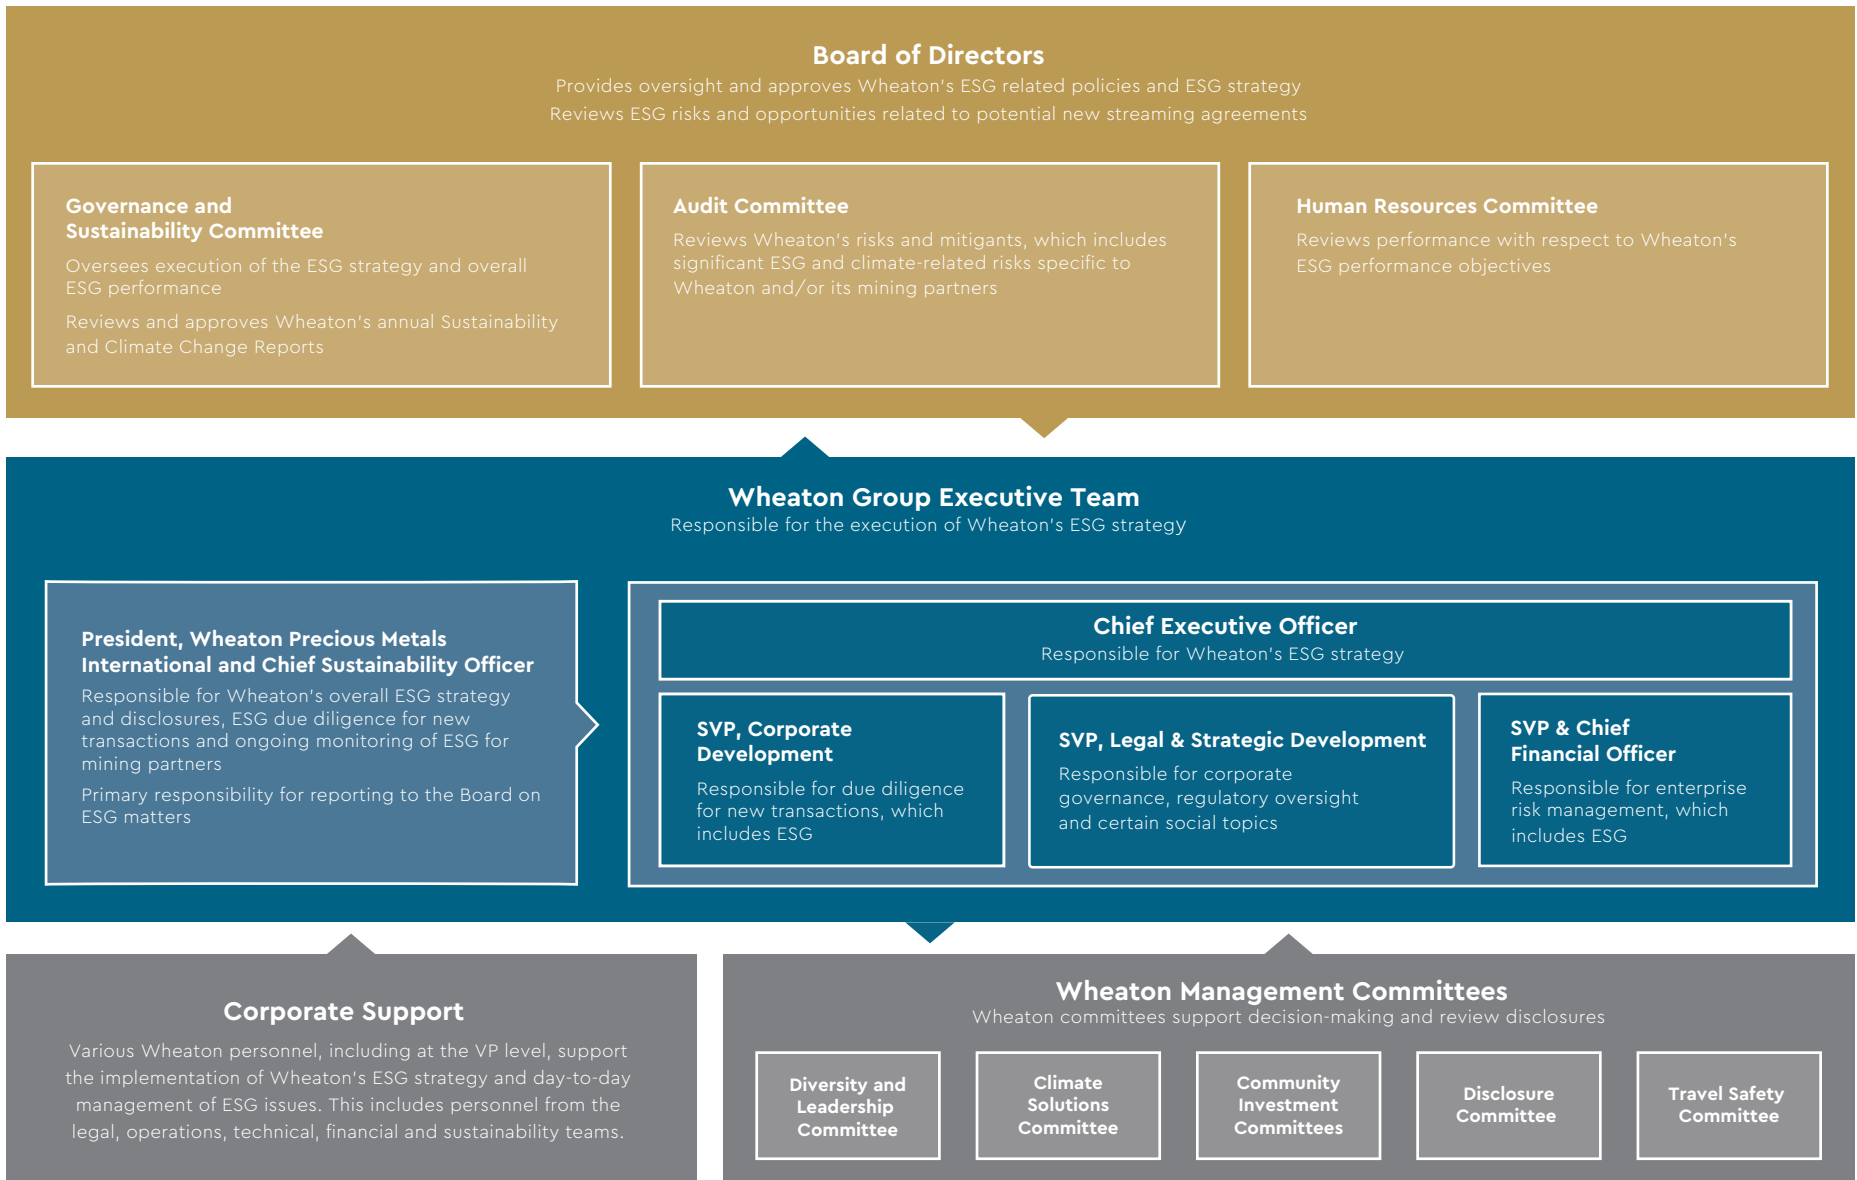 Board of Directors
Provides oversight and approves Wheaton's ESG related policies and ESG strategy
Reviews ESG risks and opportunities related to potential new streaming agreements
Governance and
Sustainability Committee
Oversees execution of the ESG strategy and overall
ESG performance
Reviews and approves Wheaton's annual Sustainability
and Climate Change Reports
Audit Committee
Reviews Wheaton's risks and mitigants, which includes
significant ESG and climate-related risks specific to
Wheaton and/or its mining partners
Human Resources Committee
Reviews performance with respect to Wheaton's
ESG performance objectives
Wheaton Group Executive Team
Responsible for the execution of Wheaton's ESG strategy
President, Wheaton Precious Metals
International and Chief Sustainability Officer
Responsible for Wheaton's overall ESG strategy
and disclosures, ESG due diligence for new
transactions and ongoing monitoring of ESG for
mining partners
Primary responsibility for reporting to the Board on
ESG matters
Chief Executive Officer
Responsible for Wheaton's ESG strategy
SVP, Corporate
Development
Responsible for due diligence
for new transactions, which
includes ESG
SVP, Legal & Strategic Development
Responsible for corporate
governance, regulatory oversight
and certain social topics
SVP & Chief
Financial Officer
Responsible for enterprise
risk management, which
includes ESG
Corporate Support
Various Wheaton personnel, including at the VP level, support
the implementation of Wheaton's ESG strategy and day-to-day
management of ESG issues. This includes personnel from the
legal, operations, technical, financial and sustainability teams.
Wheaton Management Committees
Wheaton committees support decision-making and review disclosures
Diversity and
Leadership
Committee
Climate
Solutions
Committee
Community
Investment
Committees
Disclosure
Committee
Travel Safety
Committee